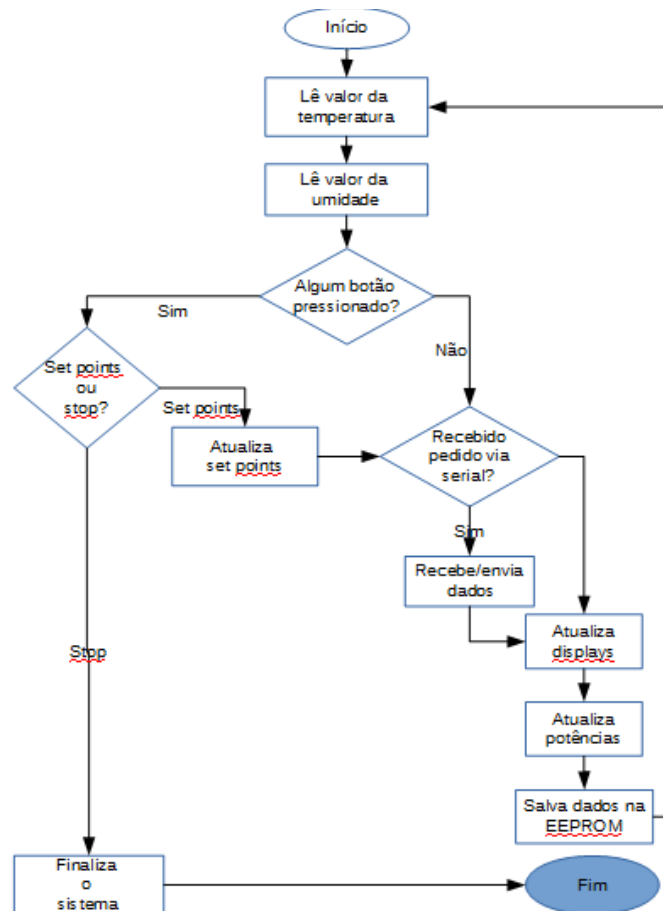 Início
Lê valor da
temperatura
Lê valor da
umidade
Algum botão
pressionado?
Sim
Não
Set points
ou
stop?
Set points
Atualiza
set points
Recebido
pedido via
serial?
Sim
Recebe/envia
dados
Atualiza
displays
Stop
Atualiza
potências
Salva dados na
EEPROM
Finaliza
o
sistema
Fim